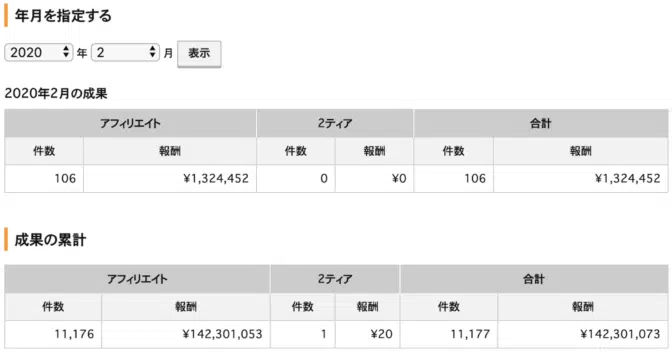 年月を指定する
2020 年 2 月 表示
2020年2月の成果
アフィリエイト 2ティア 合計
件数 報酬 件数 報酬 件数 報酬
106 ¥1,324,452 0 ¥0 106 ¥1,324,452
成果の累計
アフィリエイト 2ティア 合計
件数 報酬 件数 報酬 件数 報酬
11,176 ¥142,301,053 1 ¥20 11,177 ¥142,301,073